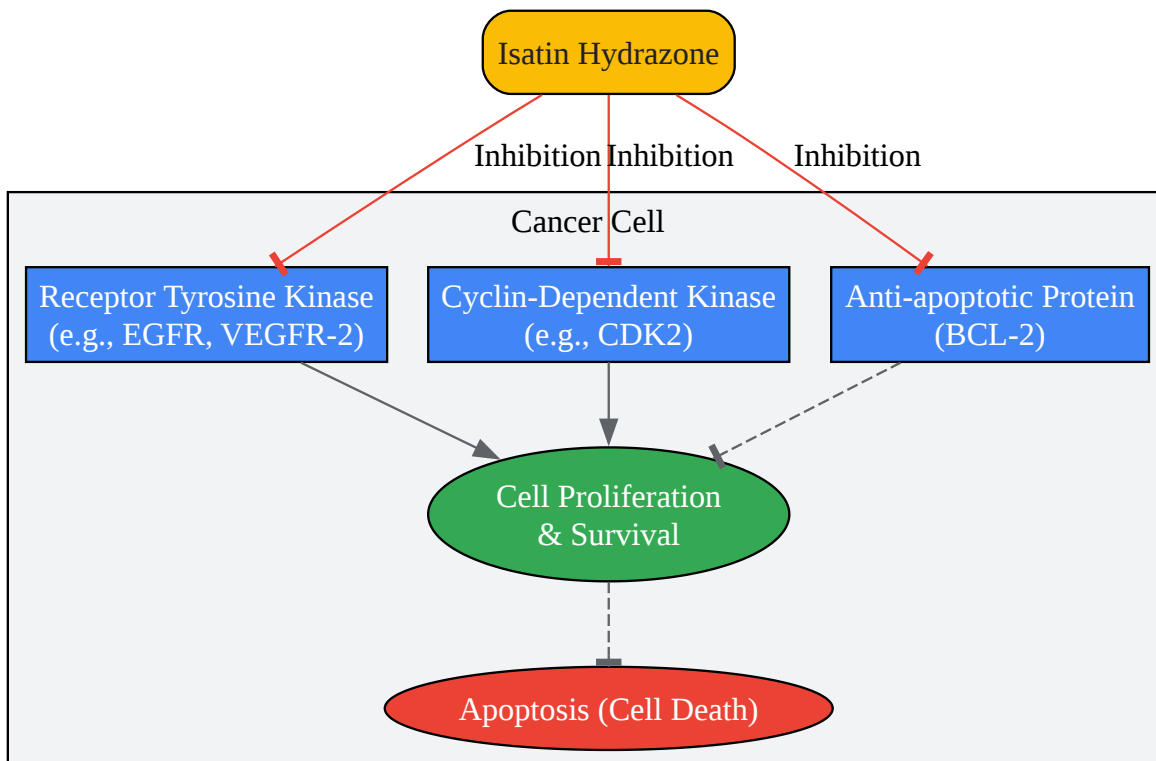 Isatin Hydrazone
Inhibition
Inhibition
Inhibition
Cancer Cell
Receptor Tyrosine Kinase
(e.g., EGFR, VEGFR-2)
Cyclin-Dependent Kinase
(e.g., CDK2)
Anti-apoptotic Protein
(BCL-2)
Cell Proliferation
& Survival
Apoptosis (Cell Death)